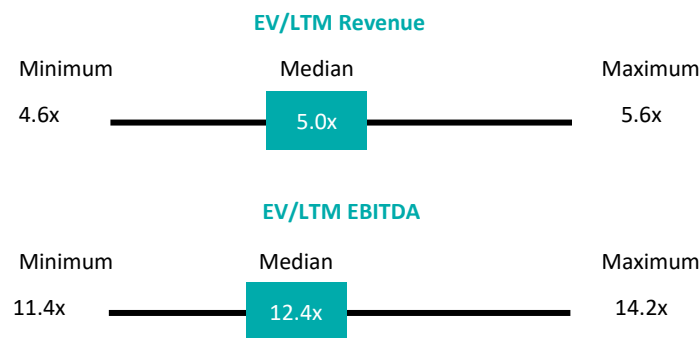 EV/LTM Revenue
Minimum Median Maximum
4.6x 5.0x 5.6x
EV/LTM EBITDA
Minimum Median Maximum
11.4x 12.4x 14.2x